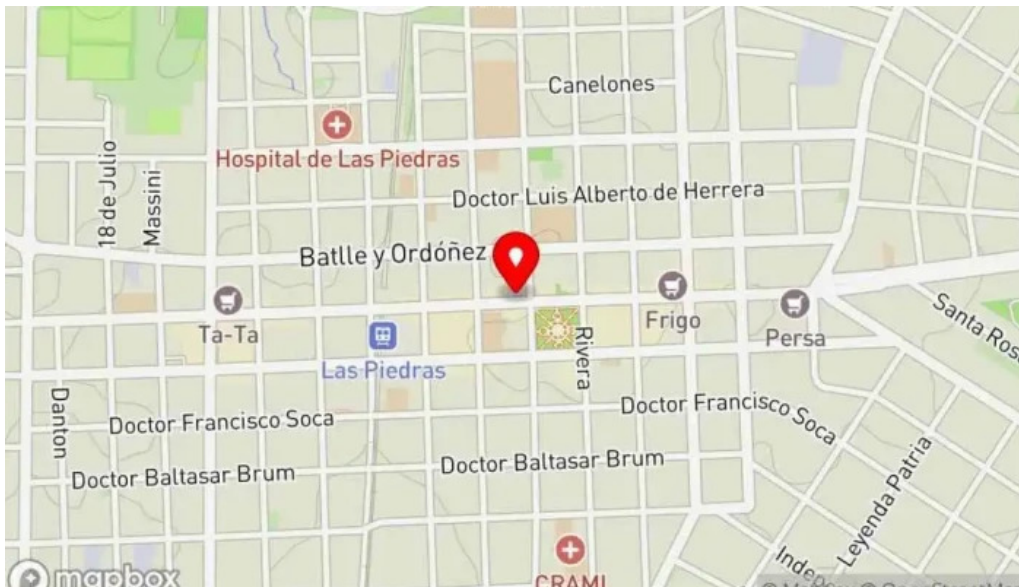 Canelones
18 de Julio
Massini
Hospital de Las Piedras
Doctor Luis Alberto de Herrera
Batlle y Ordóñez
Ta-Ta
Frigo
Persa
Santa Ros
Las Piedras
Rivera
Danton
Doctor Francisco Soca
Doctor Francisco Soca
Doctor Baltasar Brum
Doctor Baltasar Brum
Leyenda Patria
Indep
CRAMI
mapbox